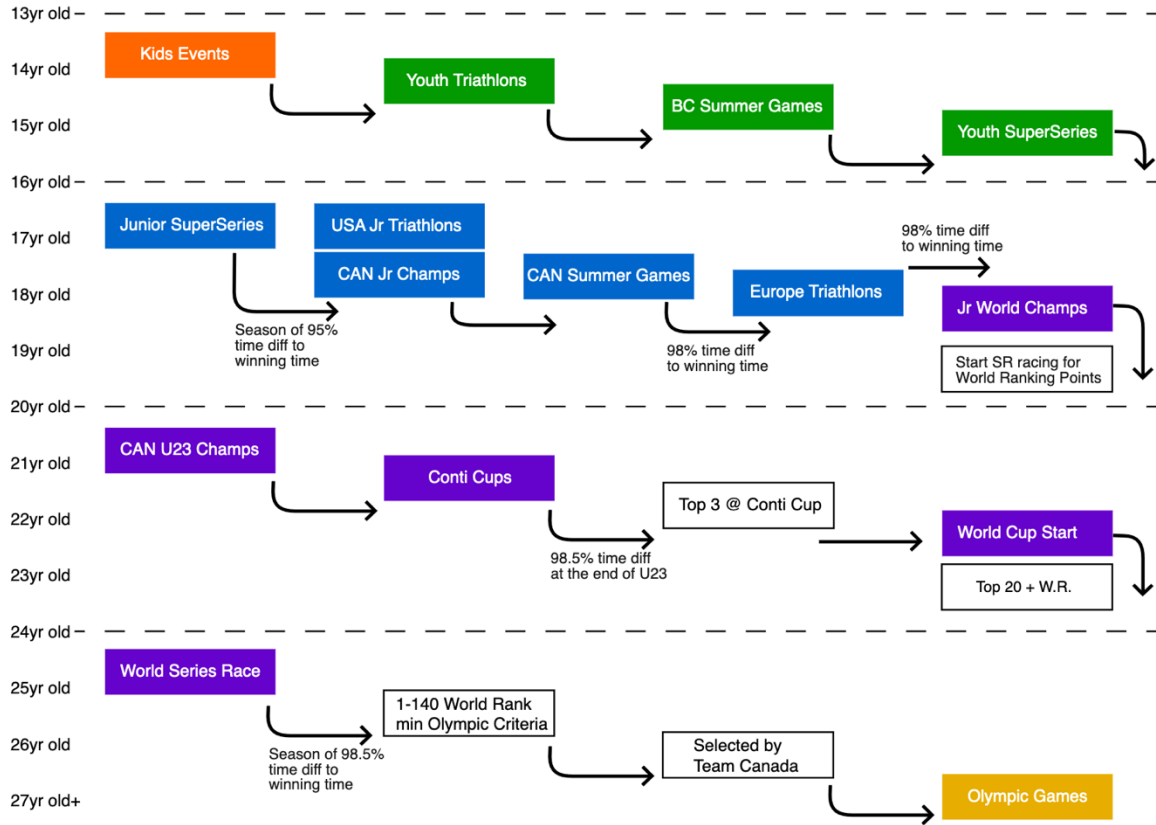 13yr old
Kids Events
14yr old
Youth Triathlons
BC Summer Games
15yr old
Youth SuperSeries
16yr old
Junior SuperSeries
USA Jr Triathlons
17yr old
98% time diff
to winning time
CAN Jr Champs
CAN Summer Games
18yr old
Europe Triathlons
Jr World Champs
Season of 95%
time diff to
winning time
98% time diff
to winning time
19yr old
Start SR racing for
World Ranking Points
20yr old
CAN U23 Champs
21yr old
Conti Cups
Top 3 @ Conti Cup
22yr old
World Cup Start
98.5% time diff
at the end of U23
23yr old
Top 20 + W.R.
24yr old
World Series Race
25yr old
1-140 World Rank
min Olympic Criteria
Season of 98.5%
time diff to
winning time
26yr old
Selected by
Team Canada
27yr old+
Olympic Games